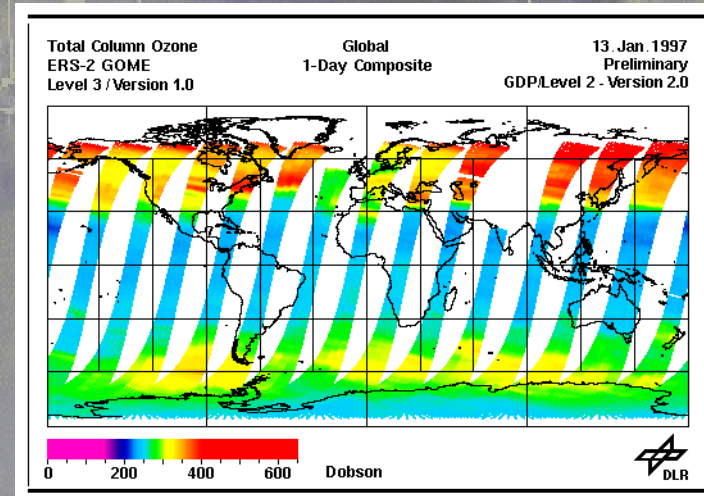 Total Column Ozone
ERS-2 GOME
Level 3 / Version 1.0
Global
1-Day Composite
13. Jan. 1997
Preliminary
GDP/Level 2 - Version 2.0
0 200 400 600 Dobson
DLR